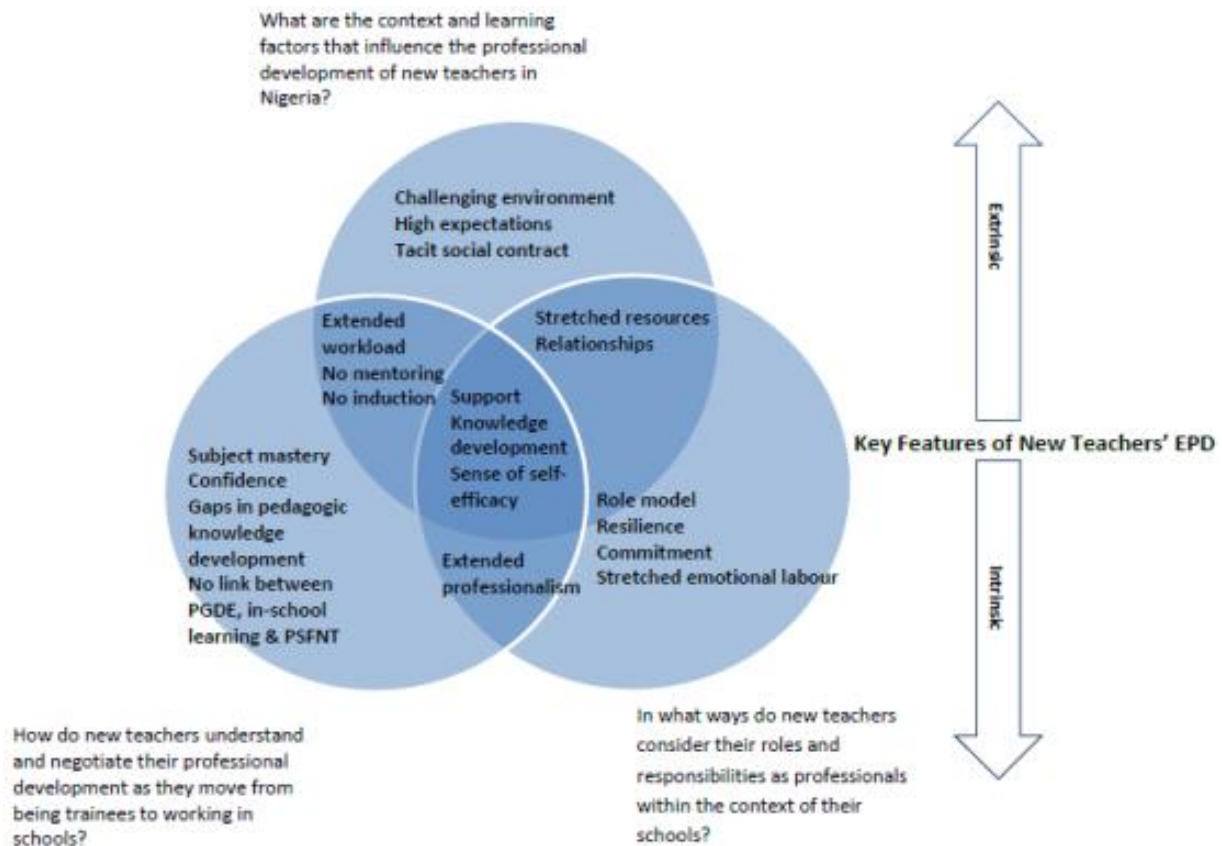 What are the context and learning
factors that influence the professional
development of new teachers in
Nigeria?
Challenging environment
High expectations
Tacit social contract
Extended
workload
No mentoring
No induction
Stretched resources
Relationships
Support
Knowledge
development
Sense of self-
efficacy
Subject mastery
Confidence
Gaps in pedagogic
knowledge
development
No link between
PGDE, in-school
learning & PSFNT
Extended
professionalism
Role model
Resilience
Commitment
Stretched emotional labour
Extrinsic
Key Features of New Teachers’ EPD
Intrinsic
How do new teachers understand
and negotiate their professional
development as they move from
being trainees to working in
schools?
In what ways do new teachers
consider their roles and
responsibilities as professionals
within the context of their
schools?